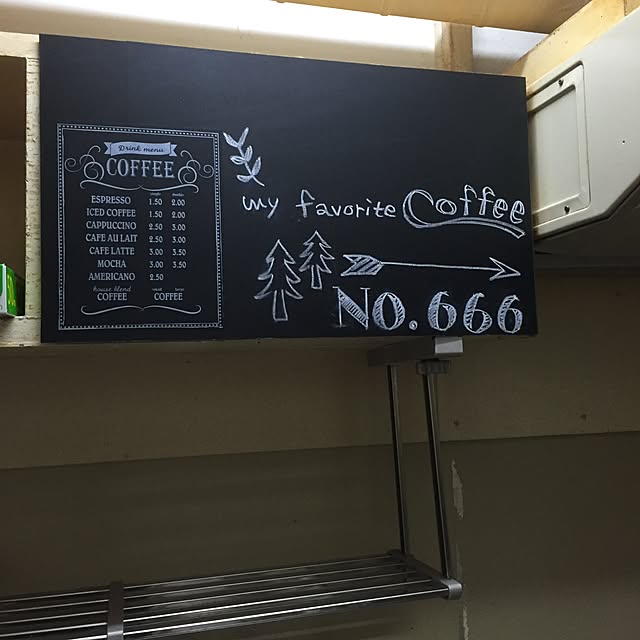 Drink menu
COFFEE
single double
ESPRESSO 1.50 2.00
ICED COFFEE 1.50 2.00
CAPPUCCINO 2.50 3.00
CAFE AU LAIT 2.50 3.00
CAFE LATTE 3.00 3.50
MOCHA 3.00 3.50
AMERICANO 2.50
house blend
COFFEE COFFEE
my favorite Coffee
No. 666